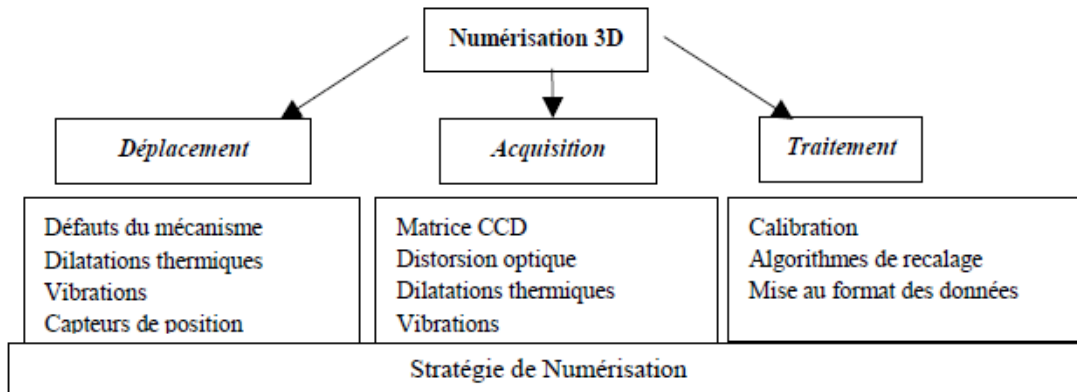 Numérisation 3D
Déplacement
Acquisition
Traitement
Défauts du mécanisme
Dilatations thermiques
Vibrations
Capteurs de position
Matrice CCD
Distorsion optique
Dilatations thermiques
Vibrations
Calibration
Algorithmes de recalage
Mise au format des données
Stratégie de Numérisation